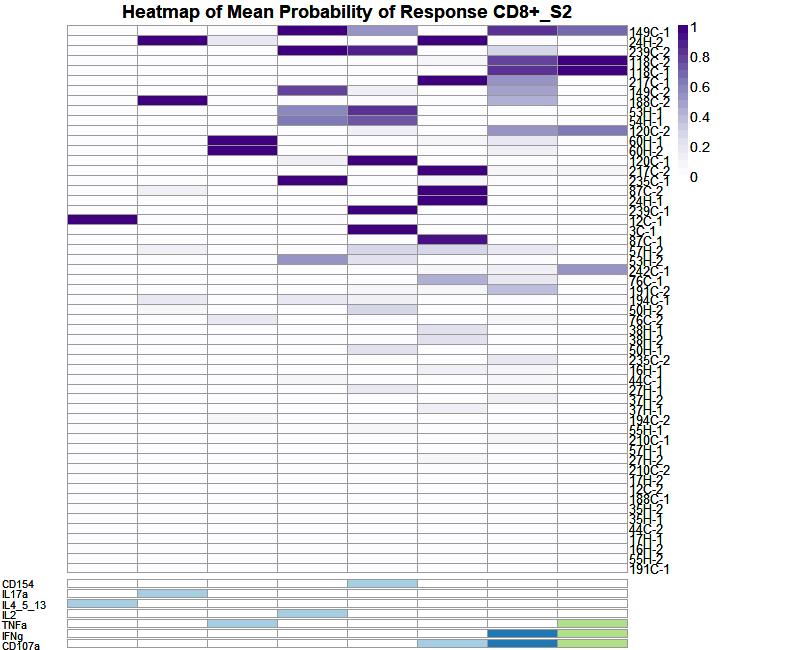 Heatmap of Mean Probability of Response CD8+_S2
1
0.8
0.6
0.4
0.2
0
149C-1
24H-2
239C-2
118C-2
118C-1
217C-1
149C-2
188C-2
53H-1
54H-1
120C-2
60H-1
60H-2
120C-1
217C-2
235C-1
87C-2
24H-1
239C-1
12C-1
3C-1
87C-1
57H-2
53H-2
242C-1
76C-1
191C-2
194C-1
50H-2
76C-2
38H-1
38H-2
50H-1
235C-2
16H-1
44C-1
27H-1
37H-2
37H-1
194C-2
55H-1
210C-1
57H-1
27H-2
210C-2
17H-2
12C-2
188C-1
35H-2
35H-1
44C-2
17H-1
16H-2
55H-2
191C-1
CD154
IL17a
IL4_5_13
IL2
TNFa
IFNg
CD107a